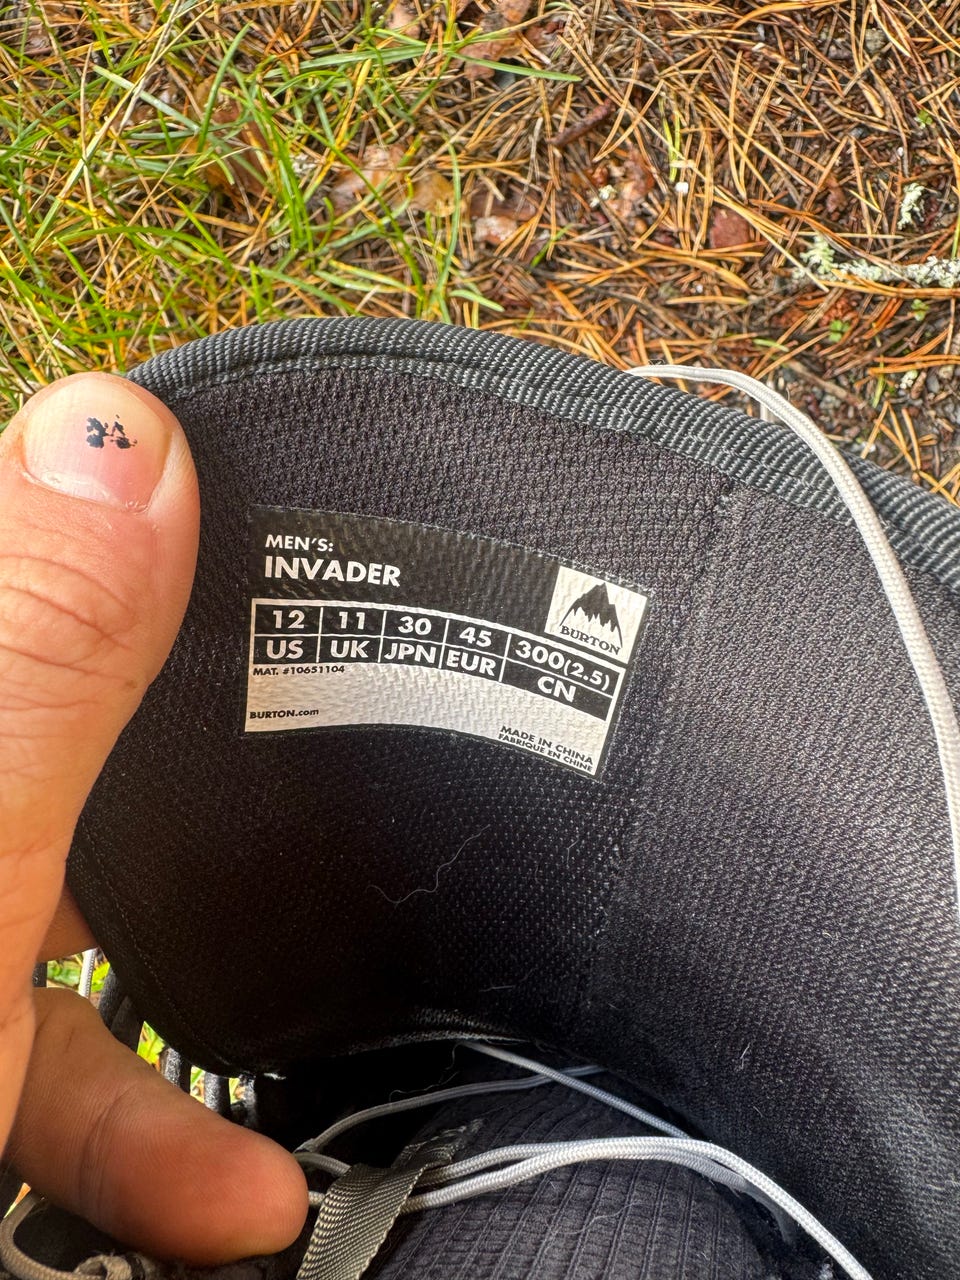 MEN'S:
INVADER
BURTON
12 11 30 45 300(2.5)
US UK JPN EUR CN
MAT. #10651104
BURTON.com
MADE IN CHINA
FABRIQUE EN CHINE